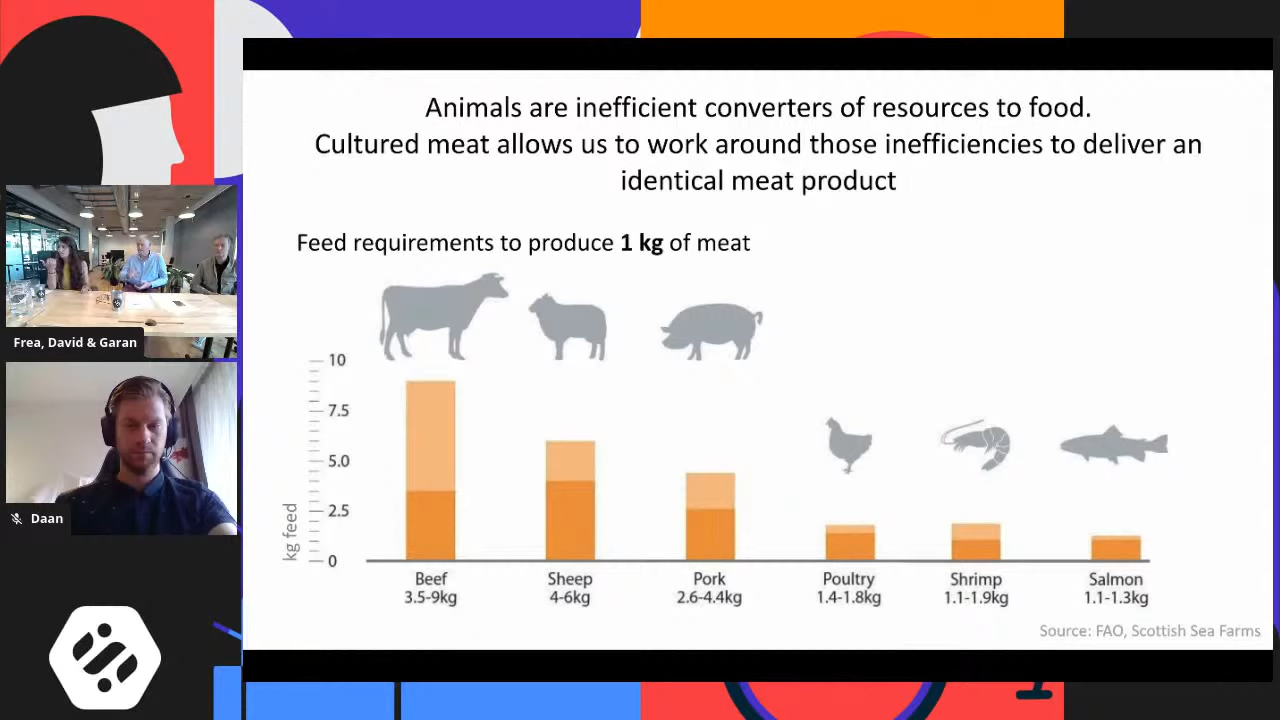 Animals are inefficient converters of resources to food.
Cultured meat allows us to work around those inefficiencies to deliver an
identical meat product
Feed requirements to produce 1 kg of meat
10
7.5
5.0
2.5
0
kg feed
Beef
3.5-9kg
Sheep
4-6kg
Pork
2.6-4.4kg
Poultry
1.4-1.8kg
Shrimp
1.1-1.9kg
Salmon
1.1-1.3kg
Source: FAO, Scottish Sea Farms
Frea, David & Garan
Daan